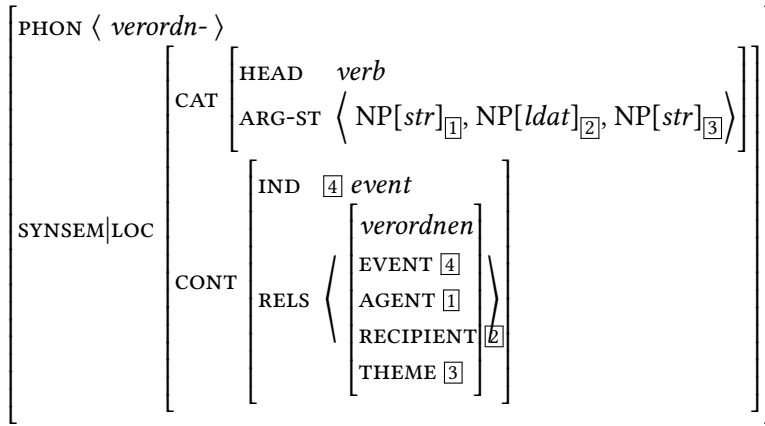 PHON ⟨ verordn- ⟩
SYNSEM|LOC
CAT
HEAD verb
ARG-ST ⟨ NP[str]1, NP[ldat]2, NP[str]3 ⟩
CONT
IND 4 event
RELS ⟨
verordnen
EVENT 4
AGENT 1
RECIPIENT 2
THEME 3
⟩